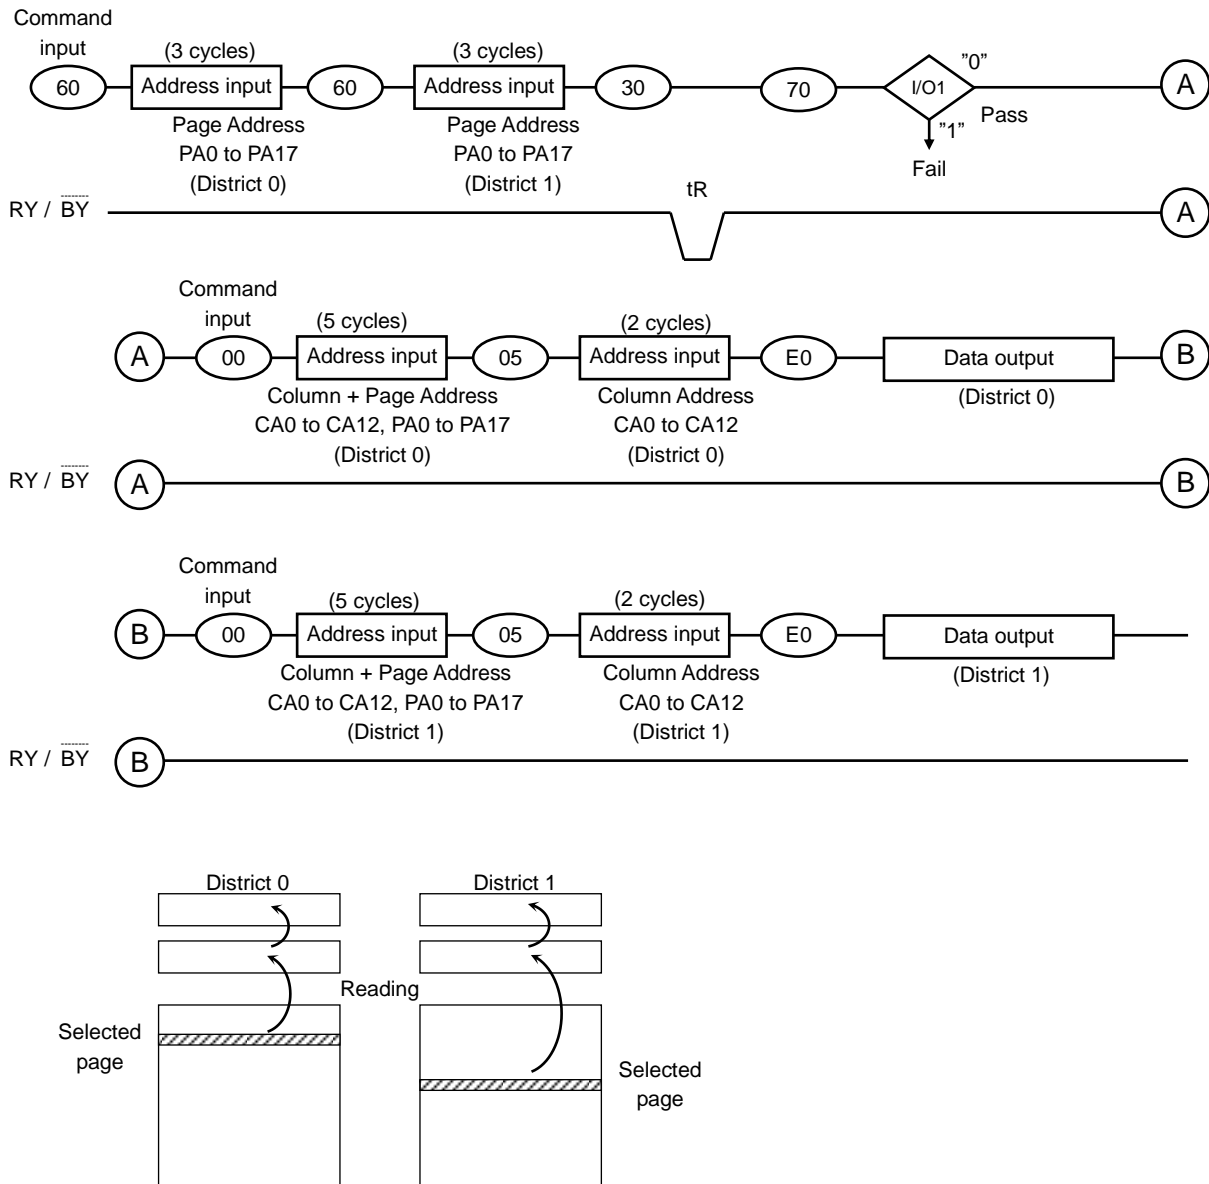 Command
input
(3 cycles) (3 cycles) "0"
60 Address input 60 Address input 30 70 I/O1 A
Page Address Page Address "1" Pass
PA0 to PA17 PA0 to PA17
(District 0) (District 1) Fail
tR
RY / BY A
Command
input
(5 cycles) (2 cycles)
A 00 Address input 05 Address input E0 Data output B
Column + Page Address Column Address (District 0)
CA0 to CA12, PA0 to PA17 CA0 to CA12
(District 0) (District 0)
RY / BY A B
Command
input
(5 cycles) (2 cycles)
B 00 Address input 05 Address input E0 Data output
Column + Page Address Column Address (District 1)
CA0 to CA12, PA0 to PA17 CA0 to CA12
(District 1) (District 1)
RY / BY B
District 0 District 1
Reading
Selected
page
Selected
page